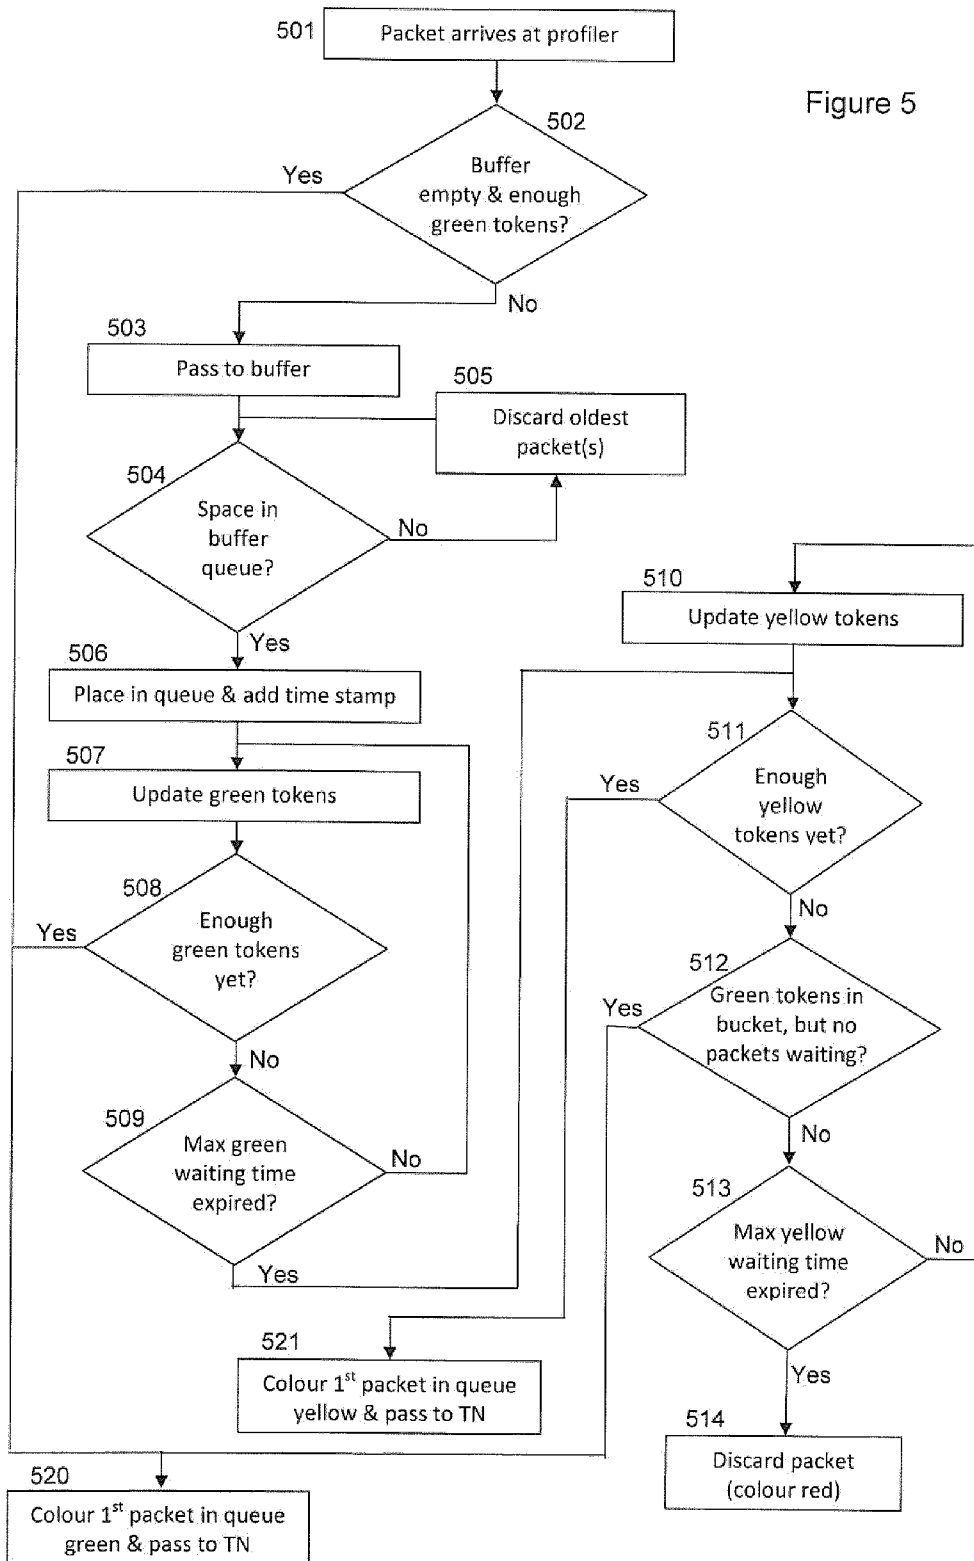 501
Packet arrives at profiler
Figure 5
502
Buffer
empty & enough
green tokens?
Yes
No
503
Pass to buffer
505
Discard oldest
packet(s)
504
Space in
buffer
queue?
No
Yes
506
Place in queue & add time stamp
507
Update green tokens
508
Enough
green tokens
yet?
Yes
No
509
Max green
waiting time
expired?
No
Yes
510
Update yellow tokens
511
Enough
yellow
tokens yet?
Yes
No
512
Green tokens in
bucket, but no
packets waiting?
Yes
No
513
Max yellow
waiting time
expired?
No
Yes
514
Discard packet
(colour red)
521
Colour 1st packet in queue
yellow & pass to TN
520
Colour 1st packet in queue
green & pass to TN